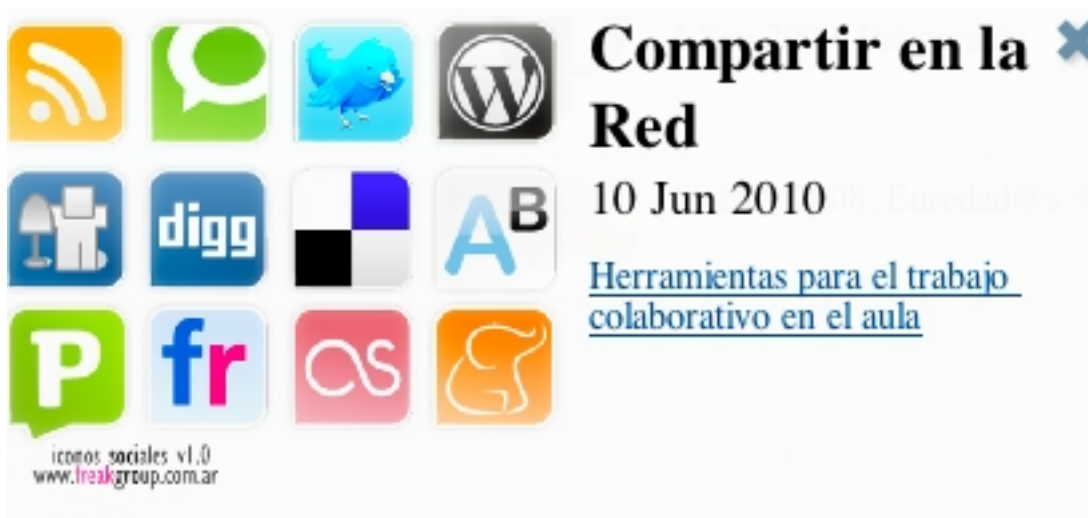 Compartir en la
Red
10 Jun 2010
Herramientas para el trabajo
colaborativo en el aula
digg
A B
P
fr
iconos sociales v1.0
www.freakgroup.com.ar